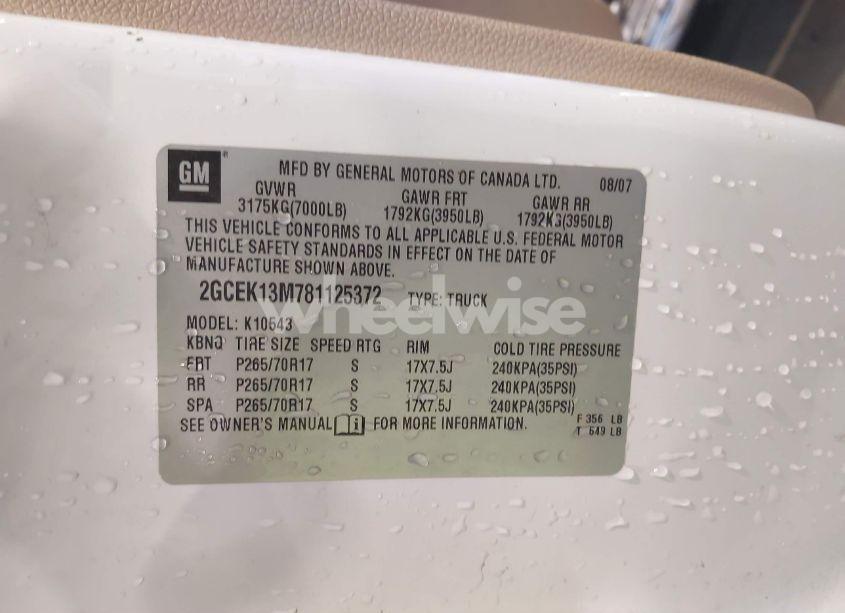 GM ®
MFD BY GENERAL MOTORS OF CANADA LTD. 08/07
GVWR GAWR FRT GAWR RR
3175KG(7000LB) 1792KG(3950LB) 1792KG(3950LB)
THIS VEHICLE CONFORMS TO ALL APPLICABLE U.S. FEDERAL MOTOR
VEHICLE SAFETY STANDARDS IN EFFECT ON THE DATE OF
MANUFACTURE SHOWN ABOVE.
2GCEK13M781125372 TYPE: TRUCK
wheelwise
MODEL: K10543
KBN3 TIRE SIZE SPEED RTG RIM COLD TIRE PRESSURE
FRT P265/70R17 S 17X7.5J 240KPA(35PSI)
RR P265/70R17 S 17X7.5J 240KPA(35PSI)
SPA P265/70R17 S 17X7.5J 240KPA(35PSI)
SEE OWNER'S MANUAL i FOR MORE INFORMATION.
F 356 LB
T 649 LB